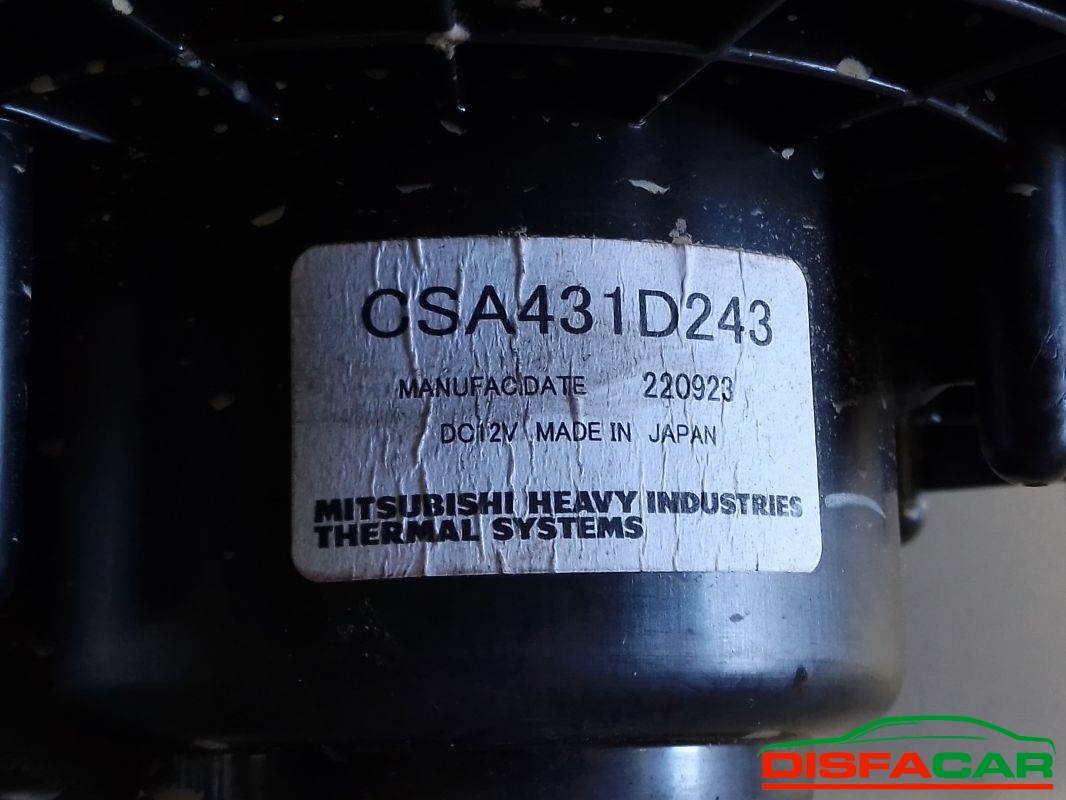 CSA431D243
MANUFAC.DATE 220923
DC12V MADE IN JAPAN
MITSUBISHI HEAVY INDUSTRIES
THERMAL SYSTEMS
DISFACAR